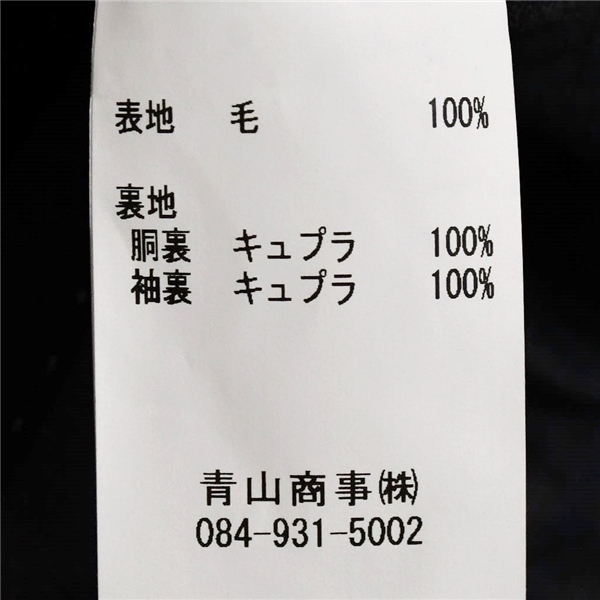 表地 毛 100%
裏地
胴裏 キュプラ 100%
袖裏 キュプラ 100%
青山商事㈱
084-931-5002